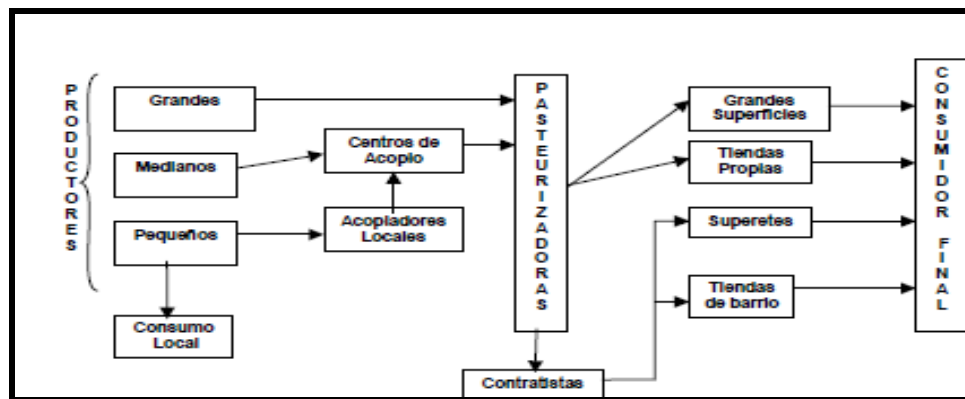 PRODUCTORES
Grandes
Medianos
Pequeños
Consumo
Local
Centros de
Acopio
Acopiadores
Locales
PASTEURIZADORAS
Contratistas
Grandes
Superficies
Tiendas
Propias
Superetes
Tiendas
de barrio
CONSUMIDOR FINAL